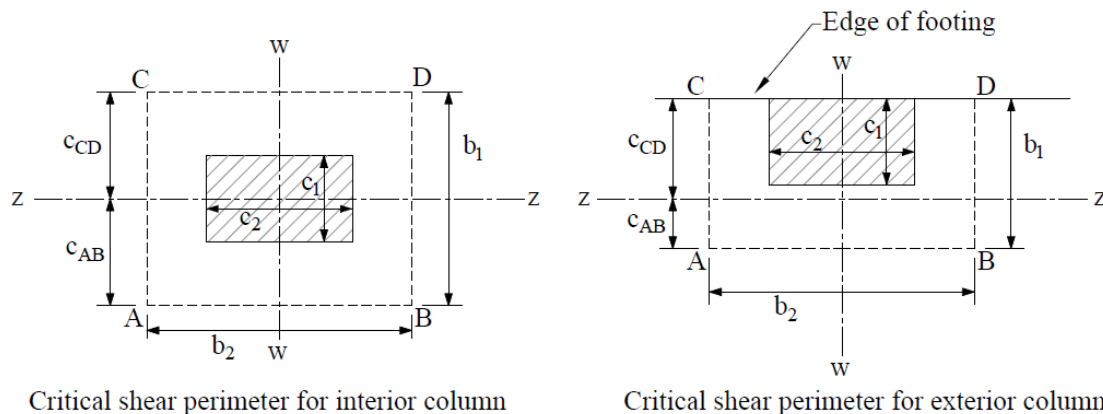 Edge of footing
w
w
C
D
C
D
c_CD
c_1
b_1
c_CD
c_1
b_1
c_2
z
z
z
z
c_2
c_AB
c_AB
A
B
A
B
b_2
w
b_2
w
Critical shear perimeter for interior column
Critical shear perimeter for exterior column